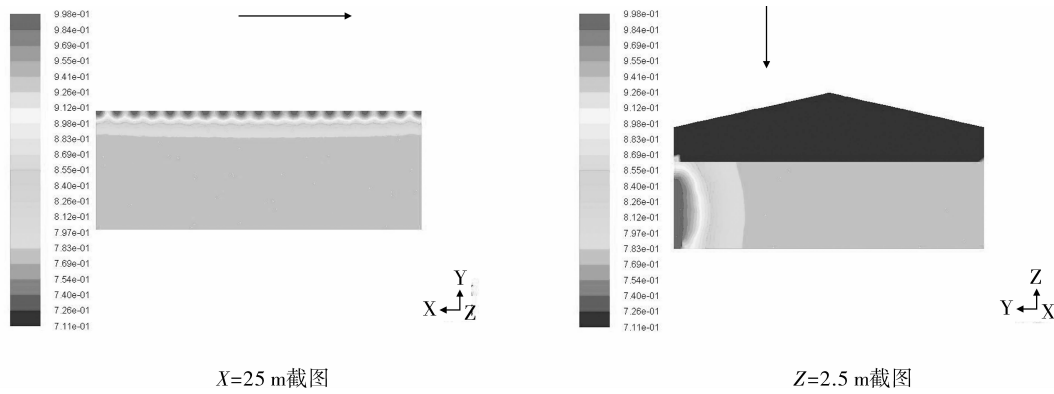 9.98e-01
9.84e-01
9.69e-01
9.55e-01
9.41e-01
9.26e-01
9.12e-01
8.98e-01
8.83e-01
8.69e-01
8.55e-01
8.40e-01
8.26e-01
8.12e-01
7.97e-01
7.83e-01
7.69e-01
7.54e-01
7.40e-01
7.26e-01
7.11e-01
Y
X Z
X=25 m截图
9.98e-01
9.84e-01
9.69e-01
9.55e-01
9.41e-01
9.26e-01
9.12e-01
8.98e-01
8.83e-01
8.69e-01
8.55e-01
8.40e-01
8.26e-01
8.12e-01
7.97e-01
7.83e-01
7.69e-01
7.54e-01
7.40e-01
7.26e-01
7.11e-01
Z
Y X
Z=2.5 m截图